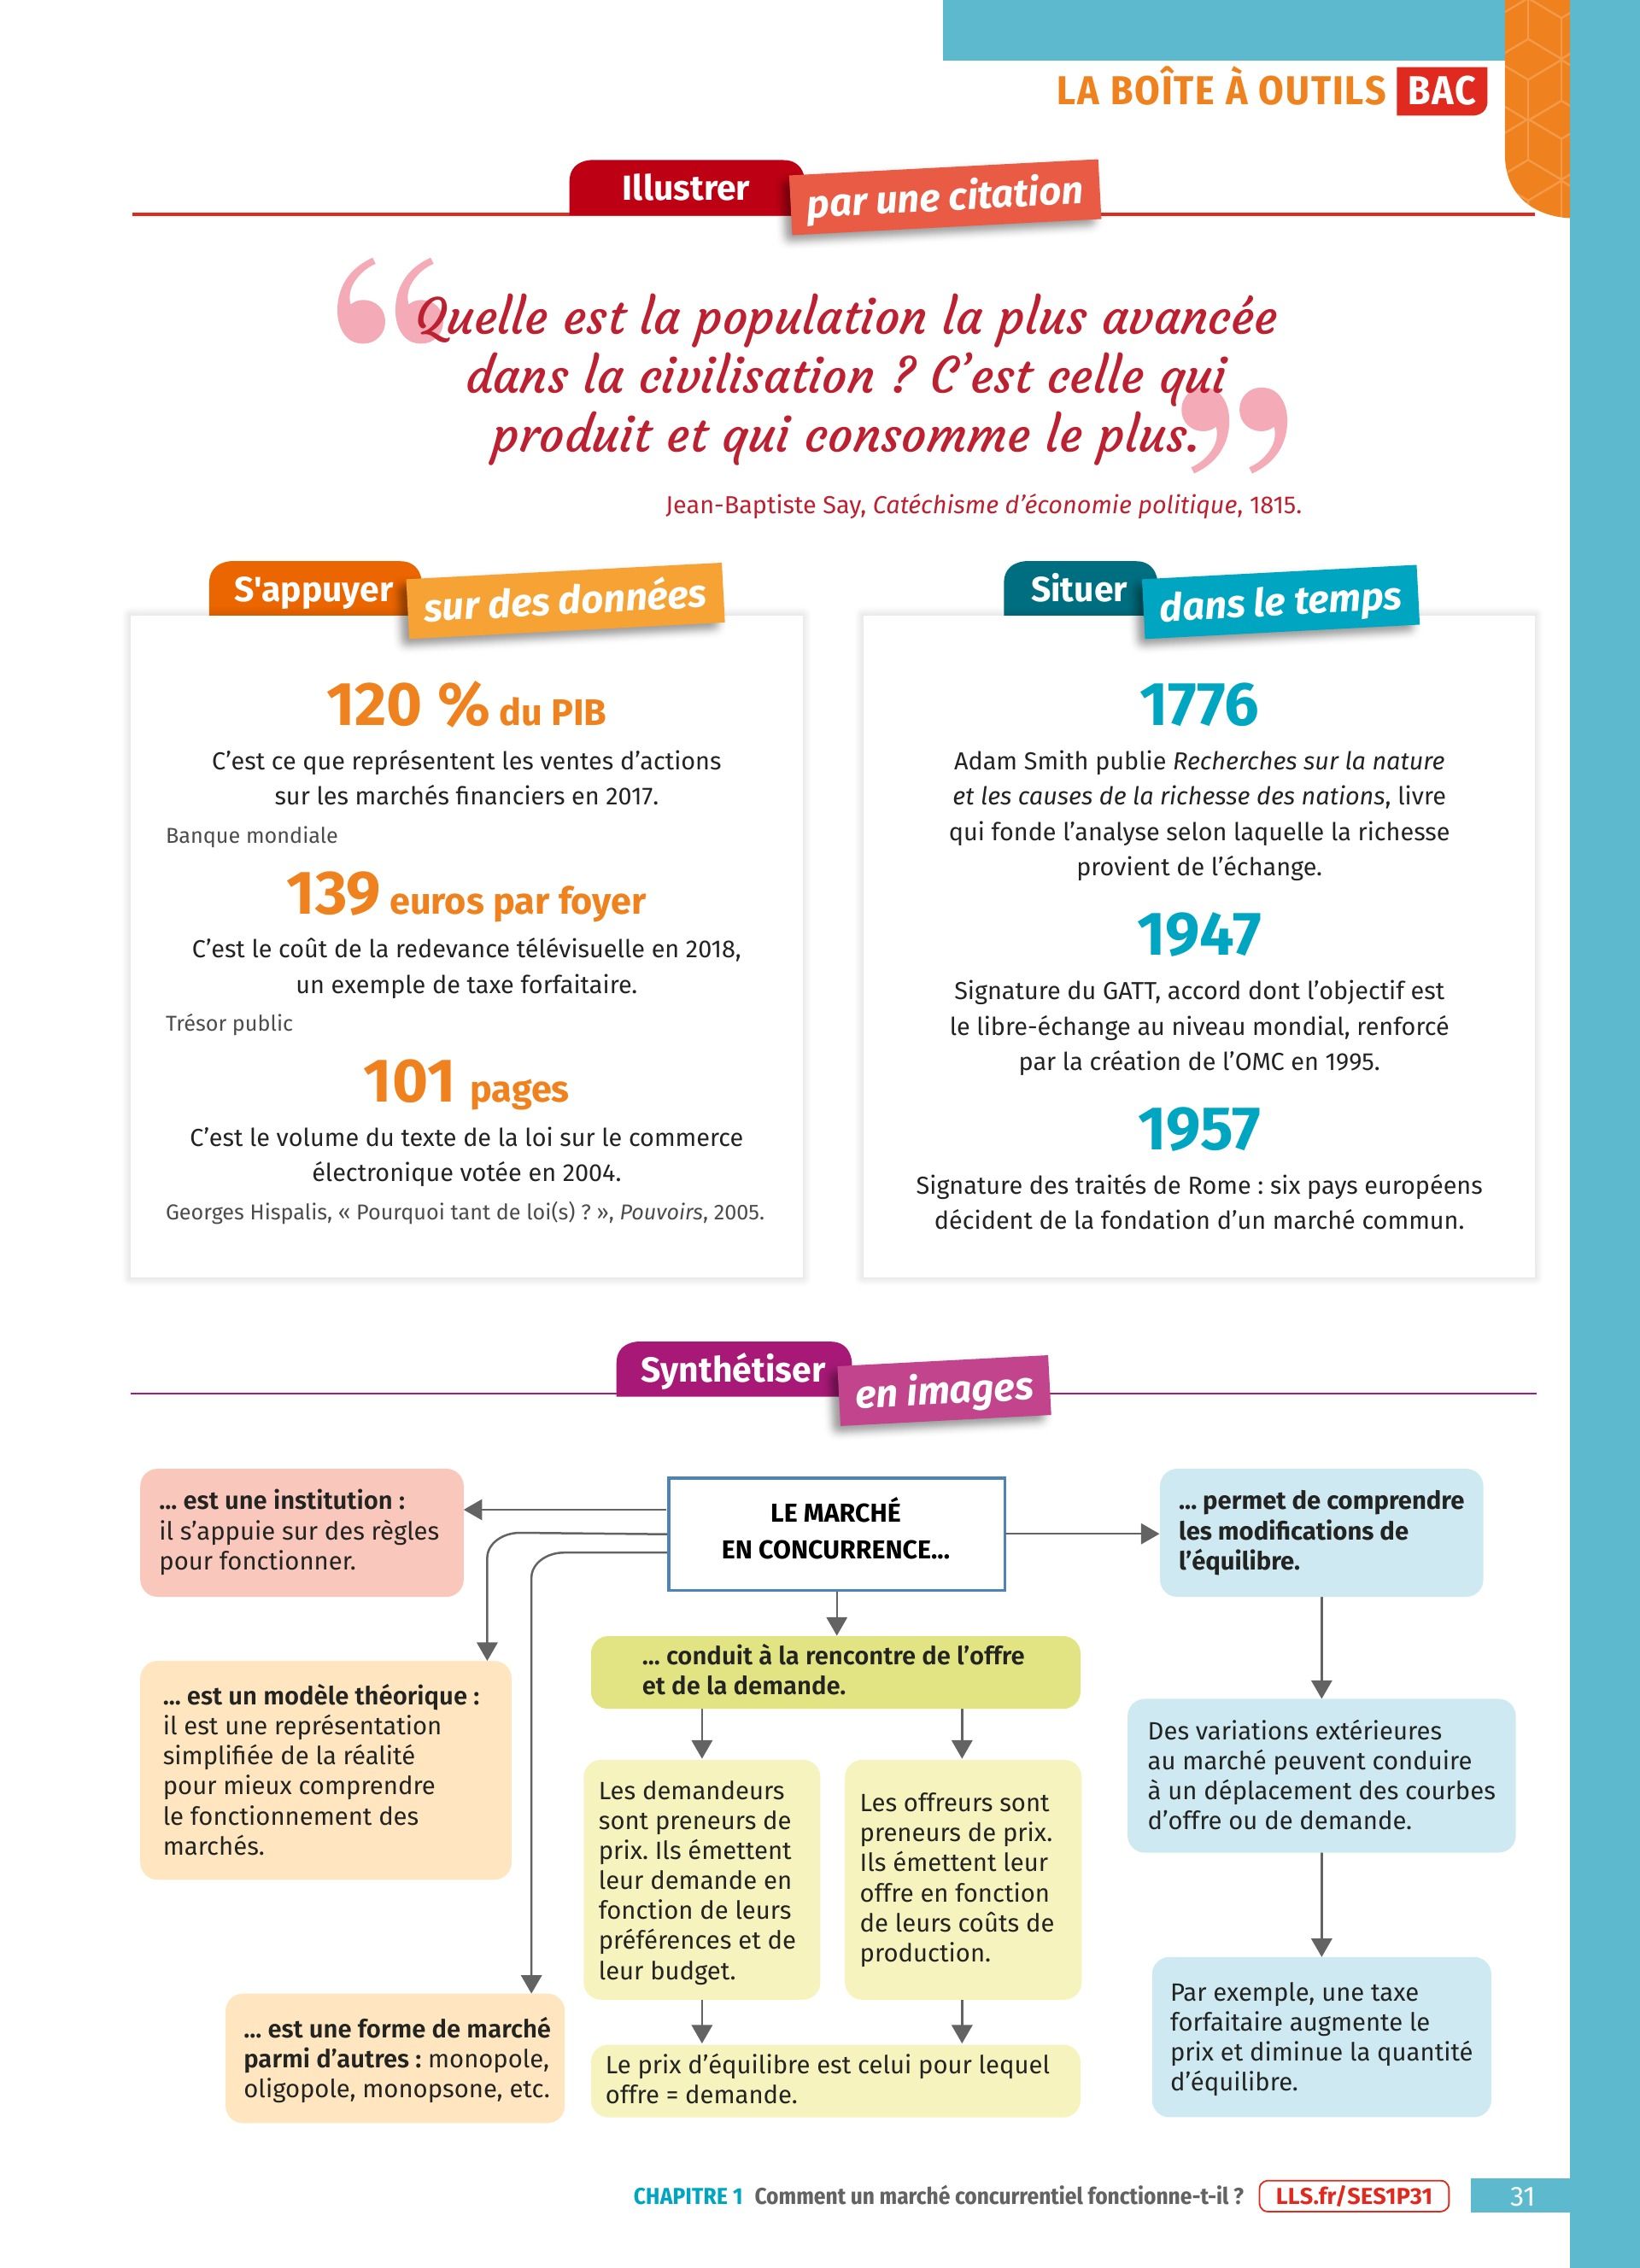 LA BOÎTE À OUTILS BAC
Illustrer par une citation
“Quelle est la population la plus avancée
dans la civilisation ? C’est celle qui
produit et qui consomme le plus.”
Jean-Baptiste Say, Catéchisme d’économie politique, 1815.
S'appuyer sur des données
120 % du PIB
C’est ce que représentent les ventes d’actions
sur les marchés financiers en 2017.
Banque mondiale
139 euros par foyer
C’est le coût de la redevance télévisuelle en 2018,
un exemple de taxe forfaitaire.
Trésor public
101 pages
C’est le volume du texte de la loi sur le commerce
électronique votée en 2004.
Georges Hispalis, « Pourquoi tant de loi(s) ? », Pouvoirs, 2005.
Situer dans le temps
1776
Adam Smith publie Recherches sur la nature
et les causes de la richesse des nations, livre
qui fonde l’analyse selon laquelle la richesse
provient de l’échange.
1947
Signature du GATT, accord dont l’objectif est
le libre-échange au niveau mondial, renforcé
par la création de l’OMC en 1995.
1957
Signature des traités de Rome : six pays européens
décident de la fondation d’un marché commun.
Synthétiser en images
LE MARCHÉ
EN CONCURRENCE...
... est une institution :
il s’appuie sur des règles
pour fonctionner.
... est un modèle théorique :
il est une représentation
simplifiée de la réalité
pour mieux comprendre
le fonctionnement des
marchés.
... est une forme de marché
parmi d’autres : monopole,
oligopole, monopsone, etc.
... conduit à la rencontre de l’offre
et de la demande.
Les demandeurs
sont preneurs de
prix. Ils émettent
leur demande en
fonction de leurs
préférences et de
leur budget.
Les offreurs sont
preneurs de prix.
Ils émettent leur
offre en fonction
de leurs coûts de
production.
Le prix d’équilibre est celui pour lequel
offre = demande.
... permet de comprendre
les modifications de
l’équilibre.
Des variations extérieures
au marché peuvent conduire
à un déplacement des courbes
d’offre ou de demande.
Par exemple, une taxe
forfaitaire augmente le
prix et diminue la quantité
d’équilibre.
CHAPITRE 1 Comment un marché concurrentiel fonctionne-t-il ? LLS.fr/SES1P31 31